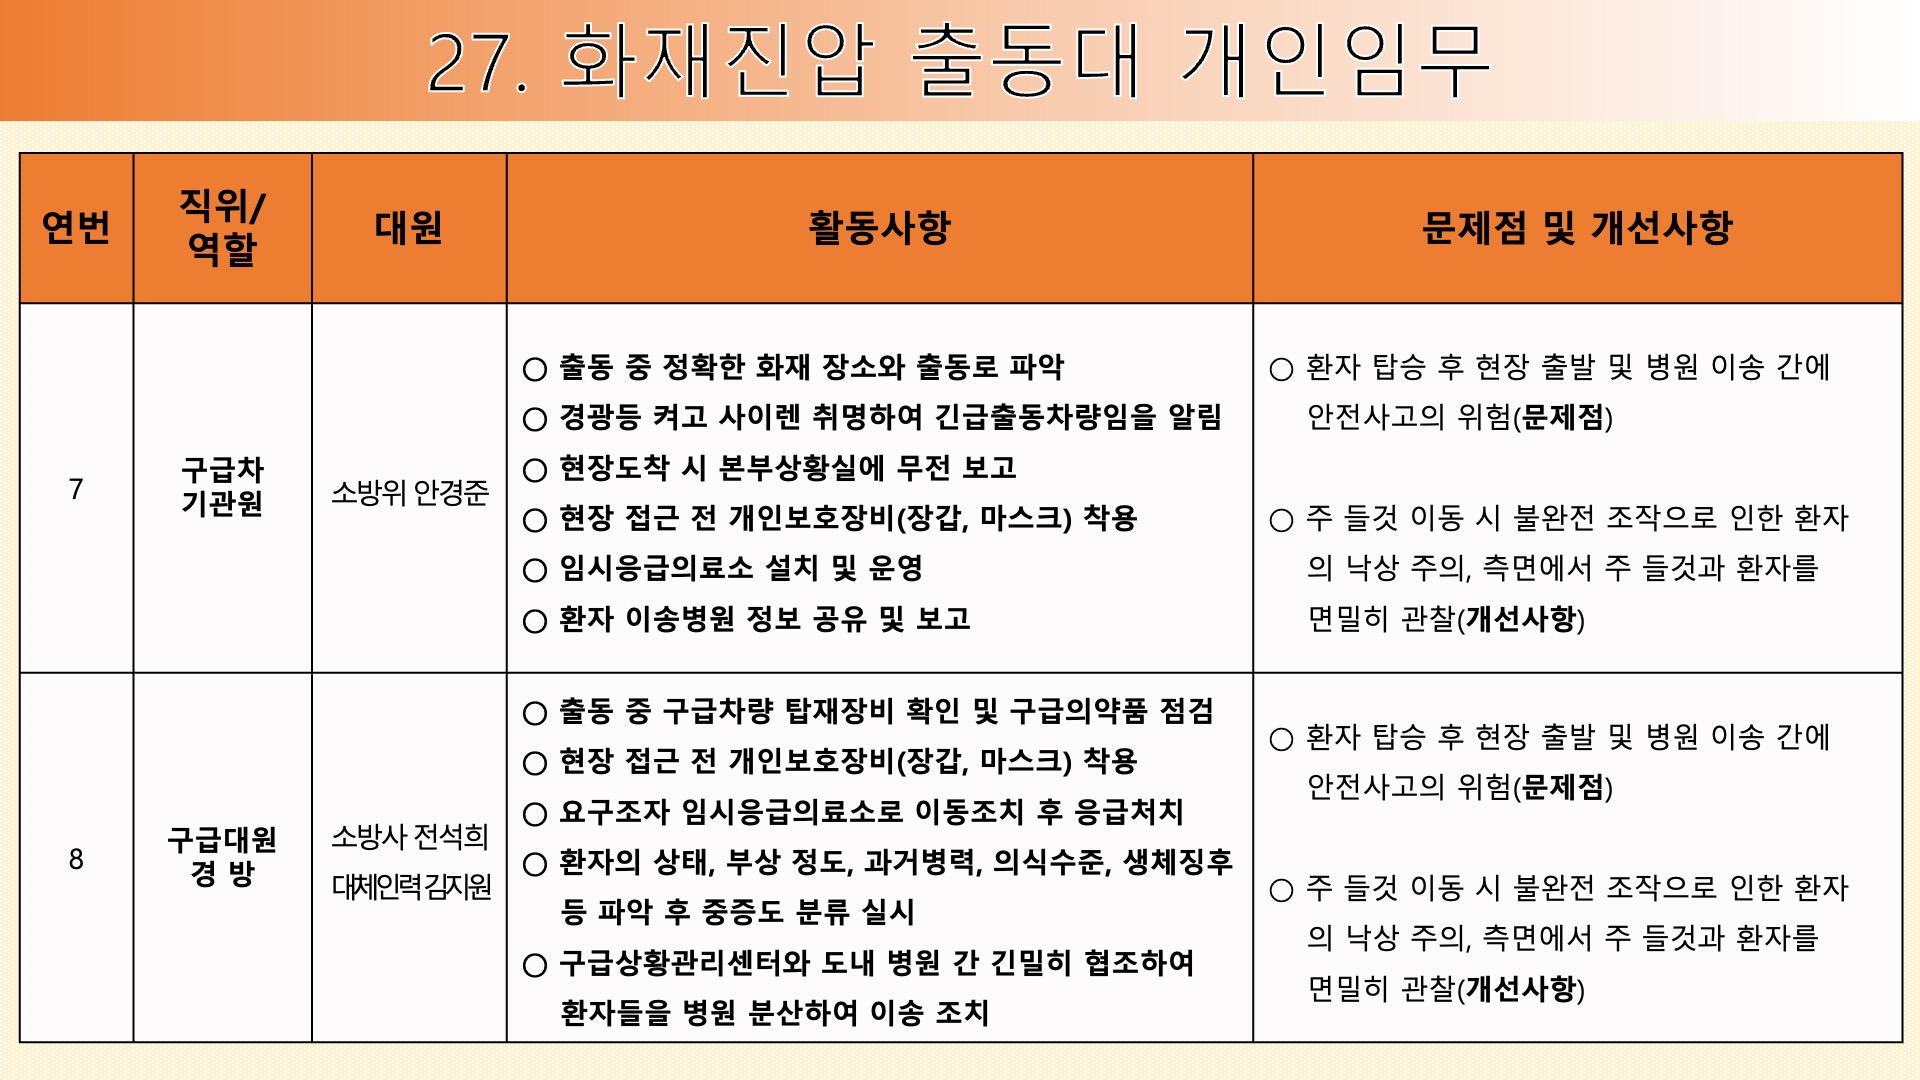 27. 화재진압 출동대 개인임무
연번
직위/
역할
대원
활동사항
문제점 및 개선사항
7
구급차
기관원
소방위 안경준
○ 출동 중 정확한 화재 장소와 출동로 파악
○ 경광등 켜고 사이렌 취명하여 긴급출동차량임을 알림
○ 현장도착 시 본부상황실에 무전 보고
○ 현장 접근 전 개인보호장비(장갑, 마스크) 착용
○ 임시응급의료소 설치 및 운영
○ 환자 이송병원 정보 공유 및 보고
○ 환자 탑승 후 현장 출발 및 병원 이송 간에
안전사고의 위험(문제점)
○ 주 들것 이동 시 불완전 조작으로 인한 환자
의 낙상 주의, 측면에서 주 들것과 환자를
면밀히 관찰(개선사항)
8
구급대원
경 방
소방사 전석희
대체인력 김지원
○ 출동 중 구급차량 탑재장비 확인 및 구급의약품 점검
○ 현장 접근 전 개인보호장비(장갑, 마스크) 착용
○ 요구조자 임시응급의료소로 이동조치 후 응급처치
○ 환자의 상태, 부상 정도, 과거병력, 의식수준, 생체징후
등 파악 후 중증도 분류 실시
○ 구급상황관리센터와 도내 병원 간 긴밀히 협조하여
환자들을 병원 분산하여 이송 조치
○ 환자 탑승 후 현장 출발 및 병원 이송 간에
안전사고의 위험(문제점)
○ 주 들것 이동 시 불완전 조작으로 인한 환자
의 낙상 주의, 측면에서 주 들것과 환자를
면밀히 관찰(개선사항)